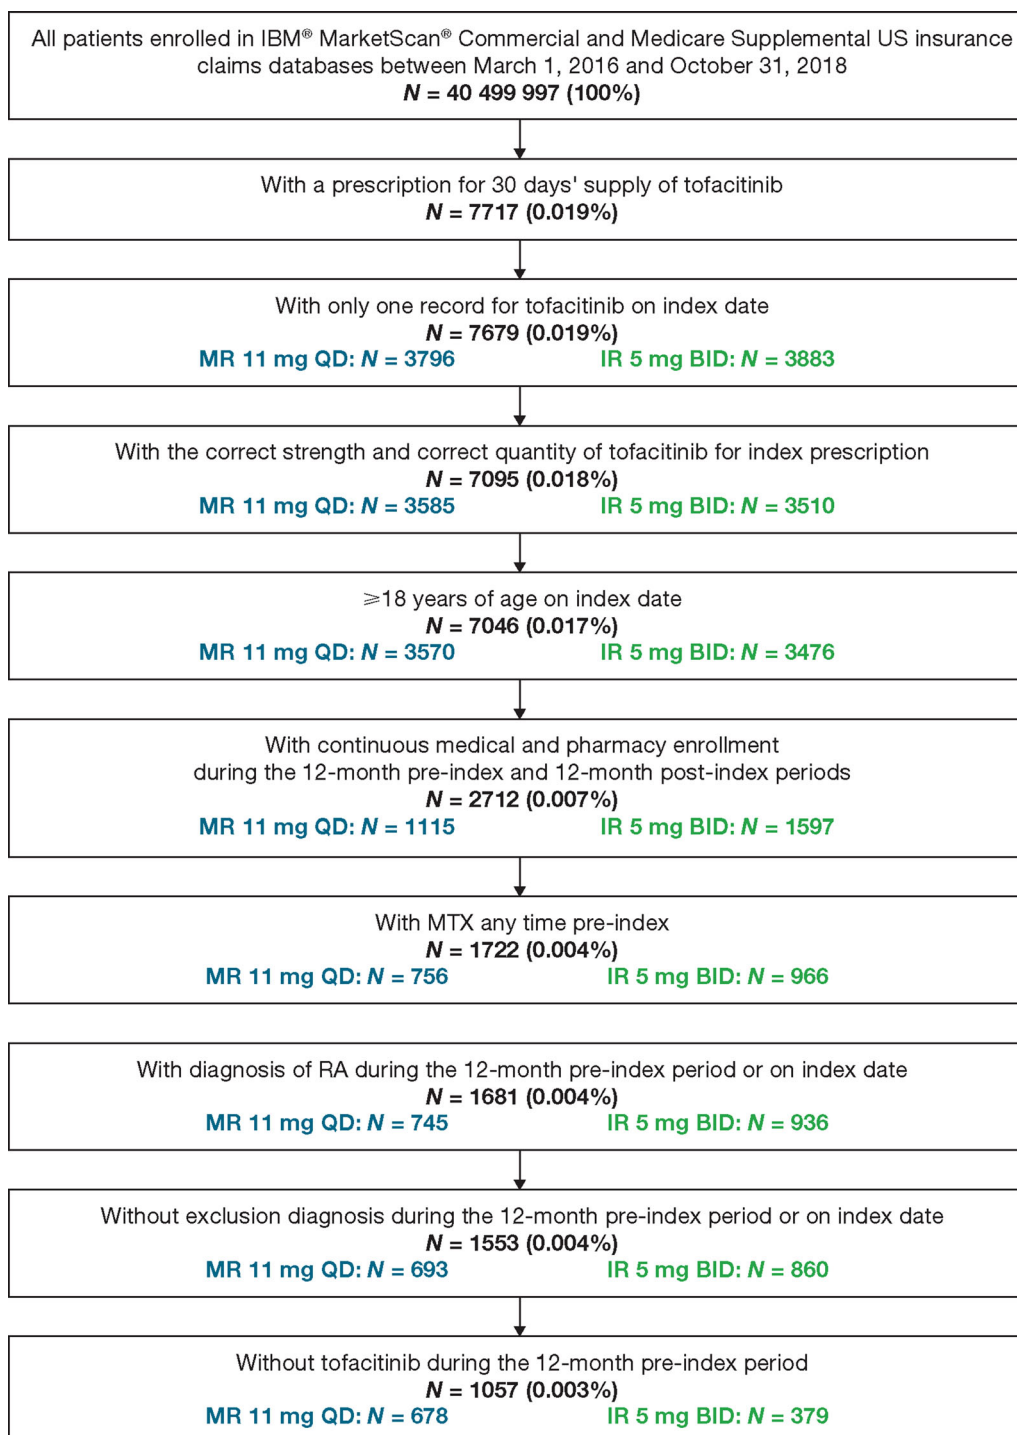 All patients enrolled in IBM® MarketScan® Commercial and Medicare Supplemental US insurance
claims databases between March 1, 2016 and October 31, 2018
N = 40 499 997 (100%)
With a prescription for 30 days' supply of tofacitinib
N = 7717 (0.019%)
With only one record for tofacitinib on index date
N = 7679 (0.019%)
MR 11 mg QD: N = 3796 IR 5 mg BID: N = 3883
With the correct strength and correct quantity of tofacitinib for index prescription
N = 7095 (0.018%)
MR 11 mg QD: N = 3585 IR 5 mg BID: N = 3510
⩾18 years of age on index date
N = 7046 (0.017%)
MR 11 mg QD: N = 3570 IR 5 mg BID: N = 3476
With continuous medical and pharmacy enrollment
during the 12-month pre-index and 12-month post-index periods
N = 2712 (0.007%)
MR 11 mg QD: N = 1115 IR 5 mg BID: N = 1597
With MTX any time pre-index
N = 1722 (0.004%)
MR 11 mg QD: N = 756 IR 5 mg BID: N = 966
With diagnosis of RA during the 12-month pre-index period or on index date
N = 1681 (0.004%)
MR 11 mg QD: N = 745 IR 5 mg BID: N = 936
Without exclusion diagnosis during the 12-month pre-index period or on index date
N = 1553 (0.004%)
MR 11 mg QD: N = 693 IR 5 mg BID: N = 860
Without tofacitinib during the 12-month pre-index period
N = 1057 (0.003%)
MR 11 mg QD: N = 678 IR 5 mg BID: N = 379